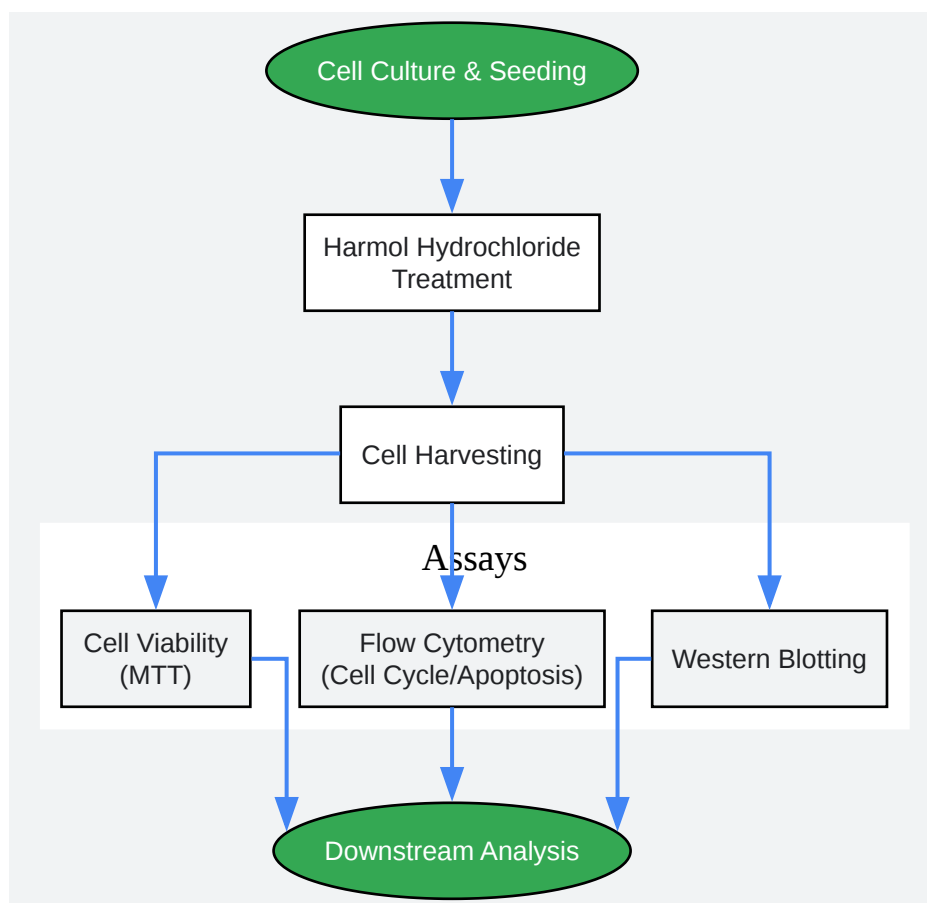 Cell Culture & Seeding
Harmol Hydrochloride
Treatment
Cell Harvesting
Assays
Cell Viability
(MTT)
Flow Cytometry
(Cell Cycle/Apoptosis)
Western Blotting
Downstream Analysis